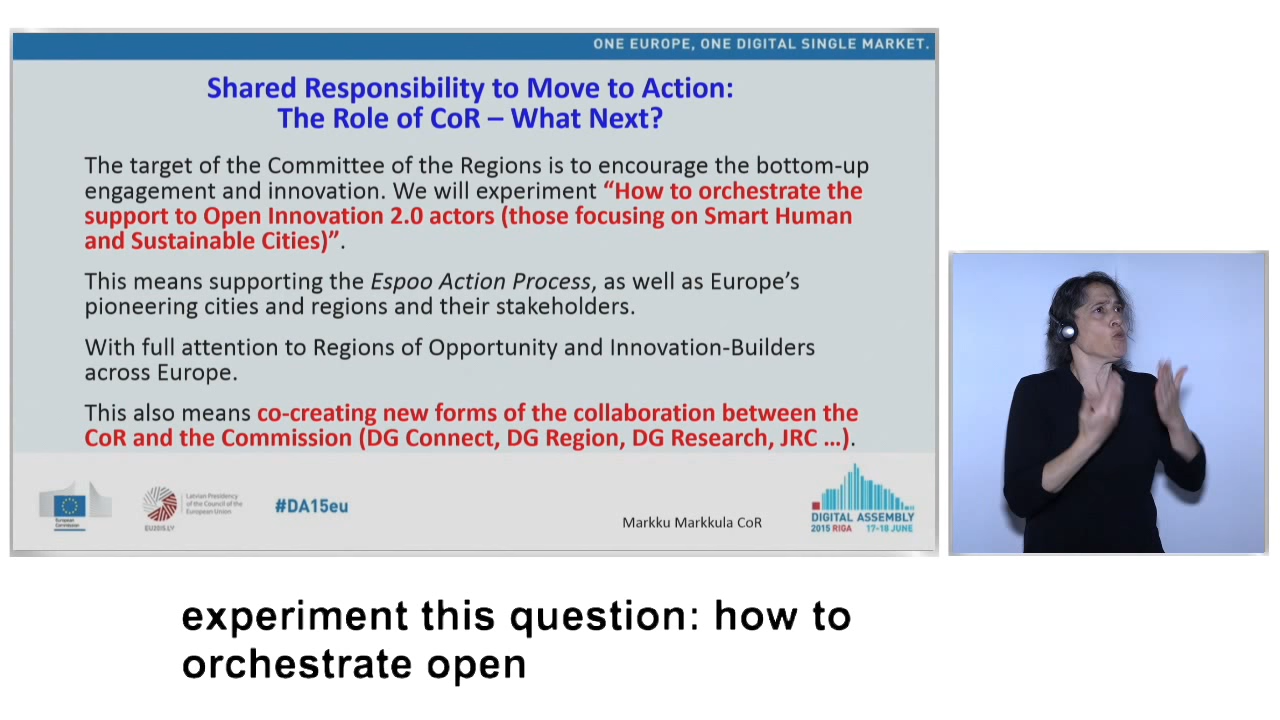 ONE EUROPE, ONE DIGITAL SINGLE MARKET.
Shared Responsibility to Move to Action:
The Role of CoR – What Next?
The target of the Committee of the Regions is to encourage the bottom-up
engagement and innovation. We will experiment “How to orchestrate the
support to Open Innovation 2.0 actors (those focusing on Smart Human
and Sustainable Cities)”.
This means supporting the Espoo Action Process, as well as Europe’s
pioneering cities and regions and their stakeholders.
With full attention to Regions of Opportunity and Innovation-Builders
across Europe.
This also means co-creating new forms of the collaboration between the
CoR and the Commission (DG Connect, DG Region, DG Research, JRC ...).
European
Commission
Latvian Presidency
of the Council of the
European Union
EU2015.LV
#DA15eu
Markku Markkula CoR
DIGITAL ASSEMBLY
2015 RIGA 17-18 JUNE
experiment this question: how to
orchestrate open